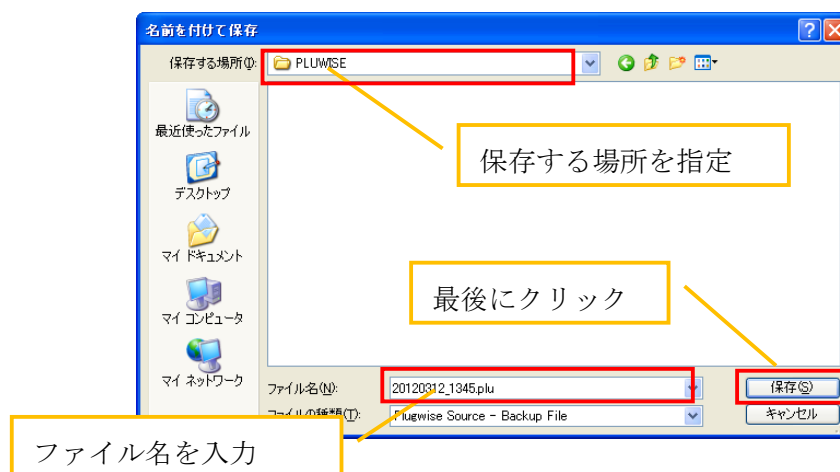 名前を付けて保存
保存する場所(I):
PLUWISE
最近使ったファイル
保存する場所を指定
デスクトップ
マイ ドキュメント
最後にクリック
マイ コンピュータ
マイ ネットワーク
ファイル名(N):
20120312_1345.plu
保存(S)
ファイルの種類(T):
Plugwise Source - Backup File
キャンセル
ファイル名を入力